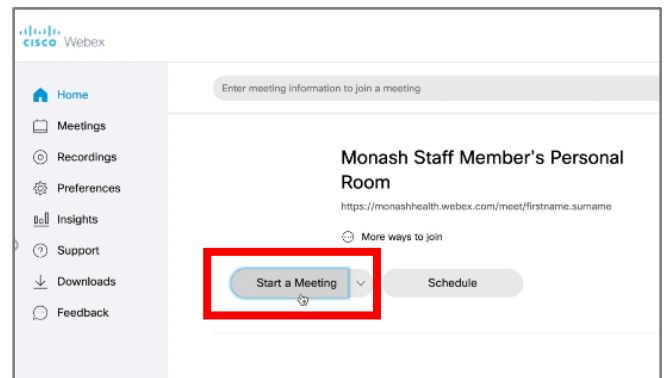 CISCO Webex
Home
Meetings
Recordings
Preferences
Insights
Support
Downloads
Feedback
Enter meeting information to join a meeting
Monash Staff Member's Personal
Room
https://monashhealth.webex.com/meet/firstname.surname
More ways to join
Start a Meeting
Schedule